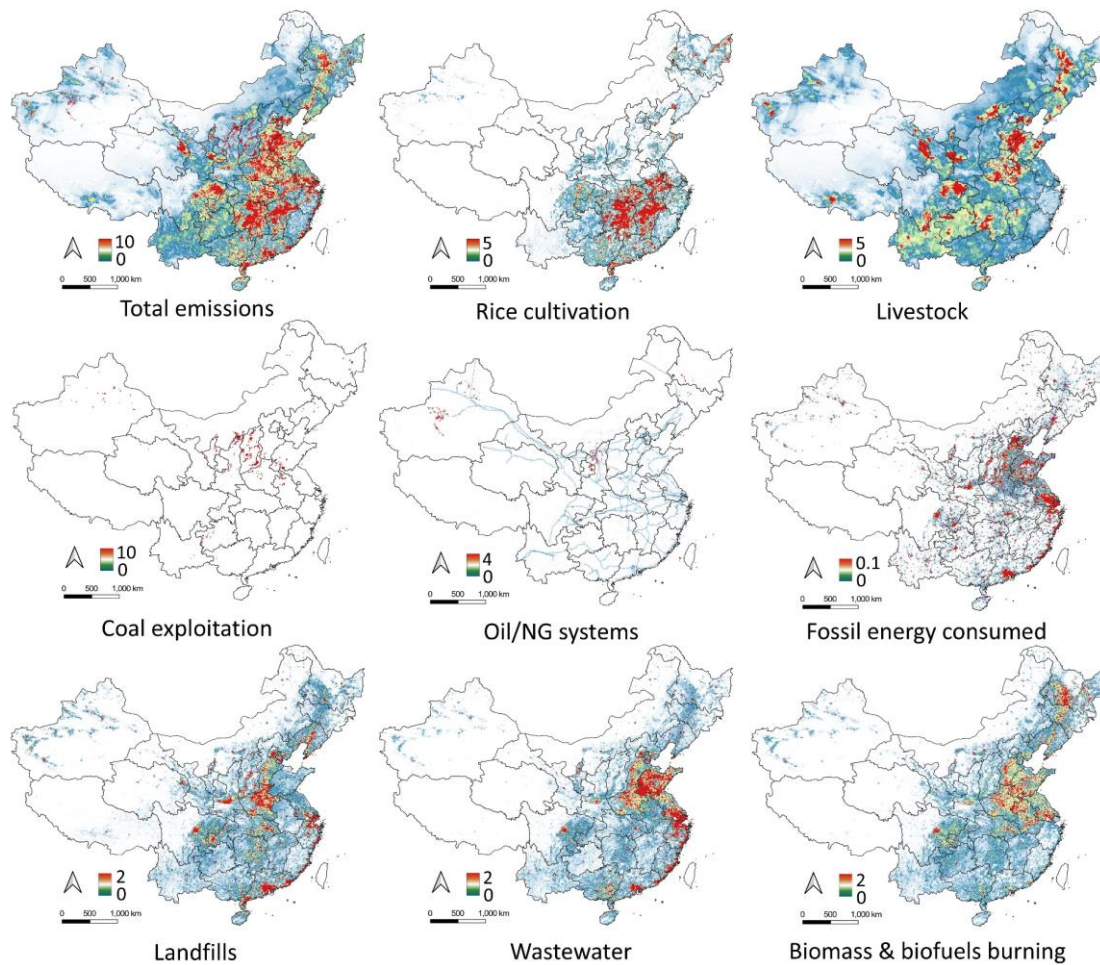 10
0
0 500 1,000 km
Total emissions
5
0
0 500 1,000 km
Rice cultivation
5
0
0 500 1,000 km
Livestock
10
0
0 500 1,000 km
Coal exploitation
4
0
0 500 1,000 km
Oil/NG systems
0.1
0
0 500 1,000 km
Fossil energy consumed
2
0
0 500 1,000 km
Landfills
2
0
0 500 1,000 km
Wastewater
2
0
0 500 1,000 km
Biomass & biofuels burning